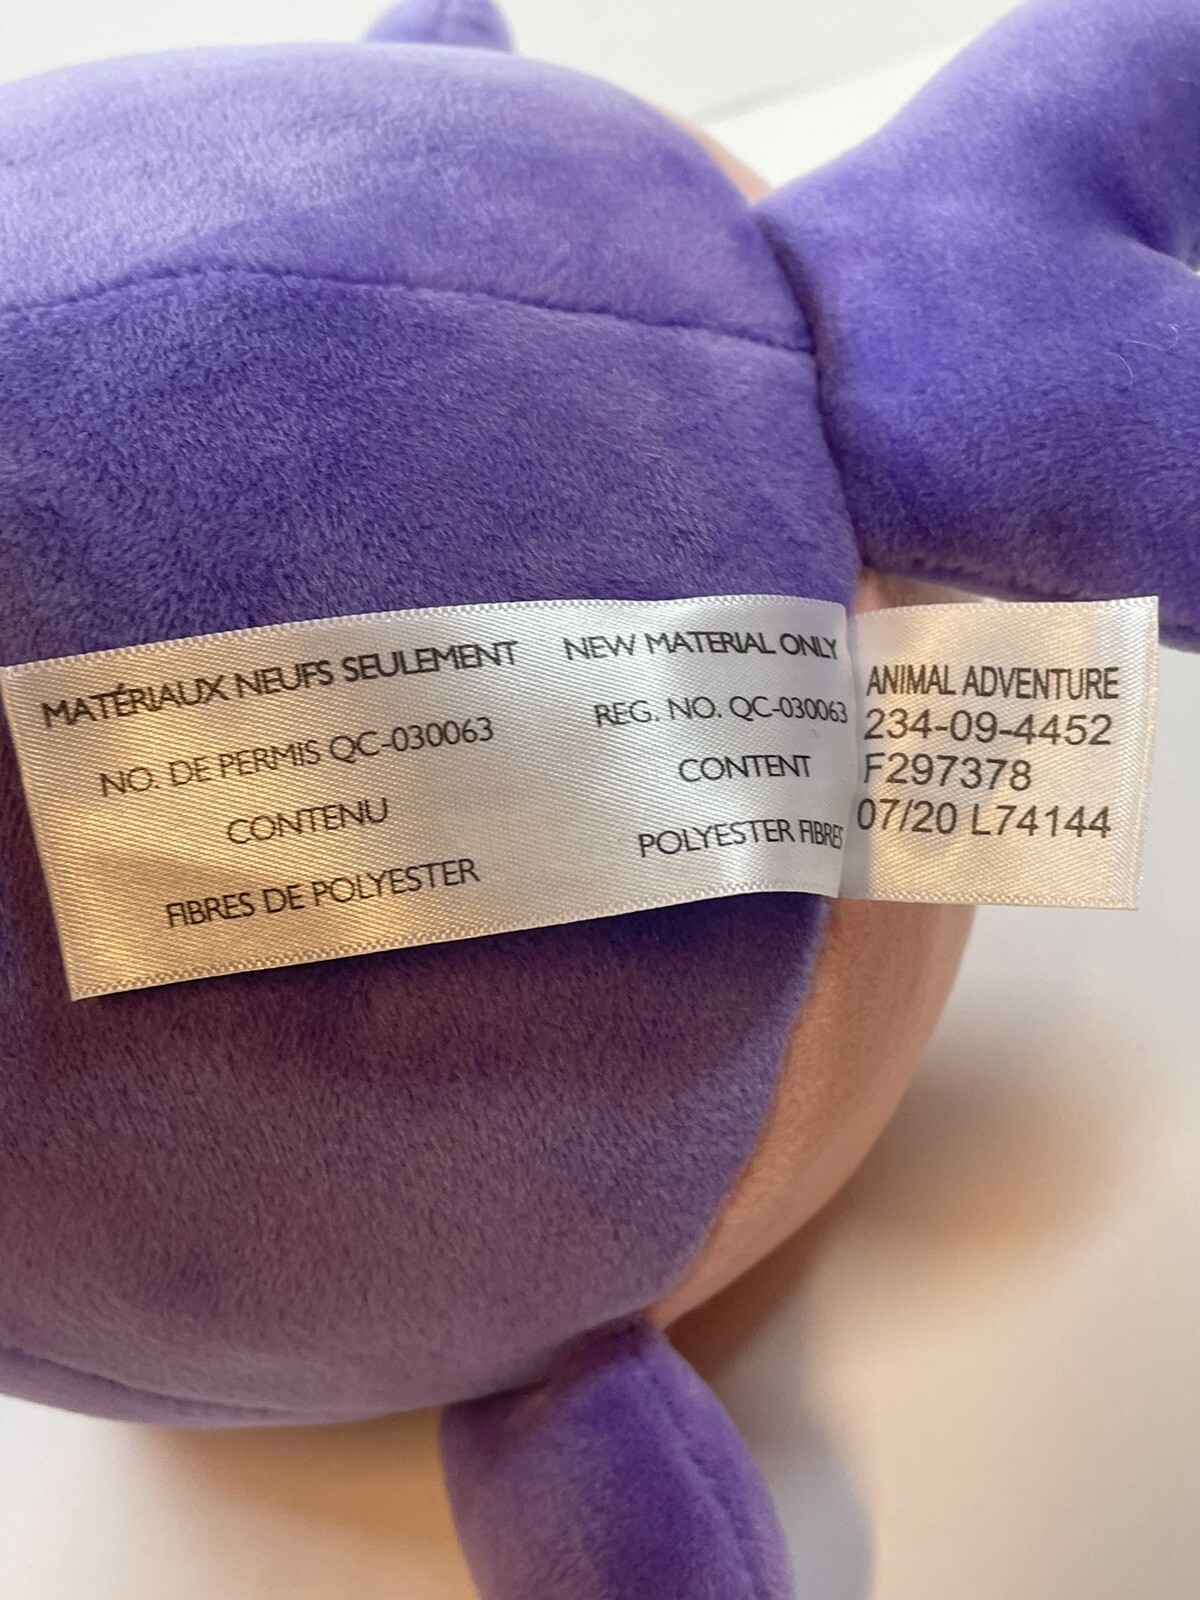 MATÉRIAUX NEUFS SEULEMENT
NO. DE PERMIS QC-030063
CONTENU
FIBRES DE POLYESTER
NEW MATERIAL ONLY
REG. NO. QC-030063
CONTENT
POLYESTER FIBRES
ANIMAL ADVENTURE
234-09-4452
F297378
07/20 L74144